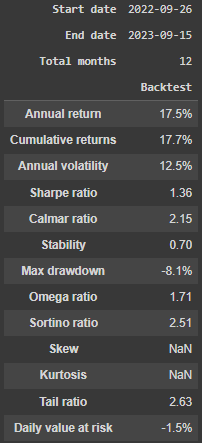 Start date 2022-09-26
End date 2023-09-15
Total months 12
Backtest
Annual return 17.5%
Cumulative returns 17.7%
Annual volatility 12.5%
Sharpe ratio 1.36
Calmar ratio 2.15
Stability 0.70
Max drawdown -8.1%
Omega ratio 1.71
Sortino ratio 2.51
Skew NaN
Kurtosis NaN
Tail ratio 2.63
Daily value at risk -1.5%